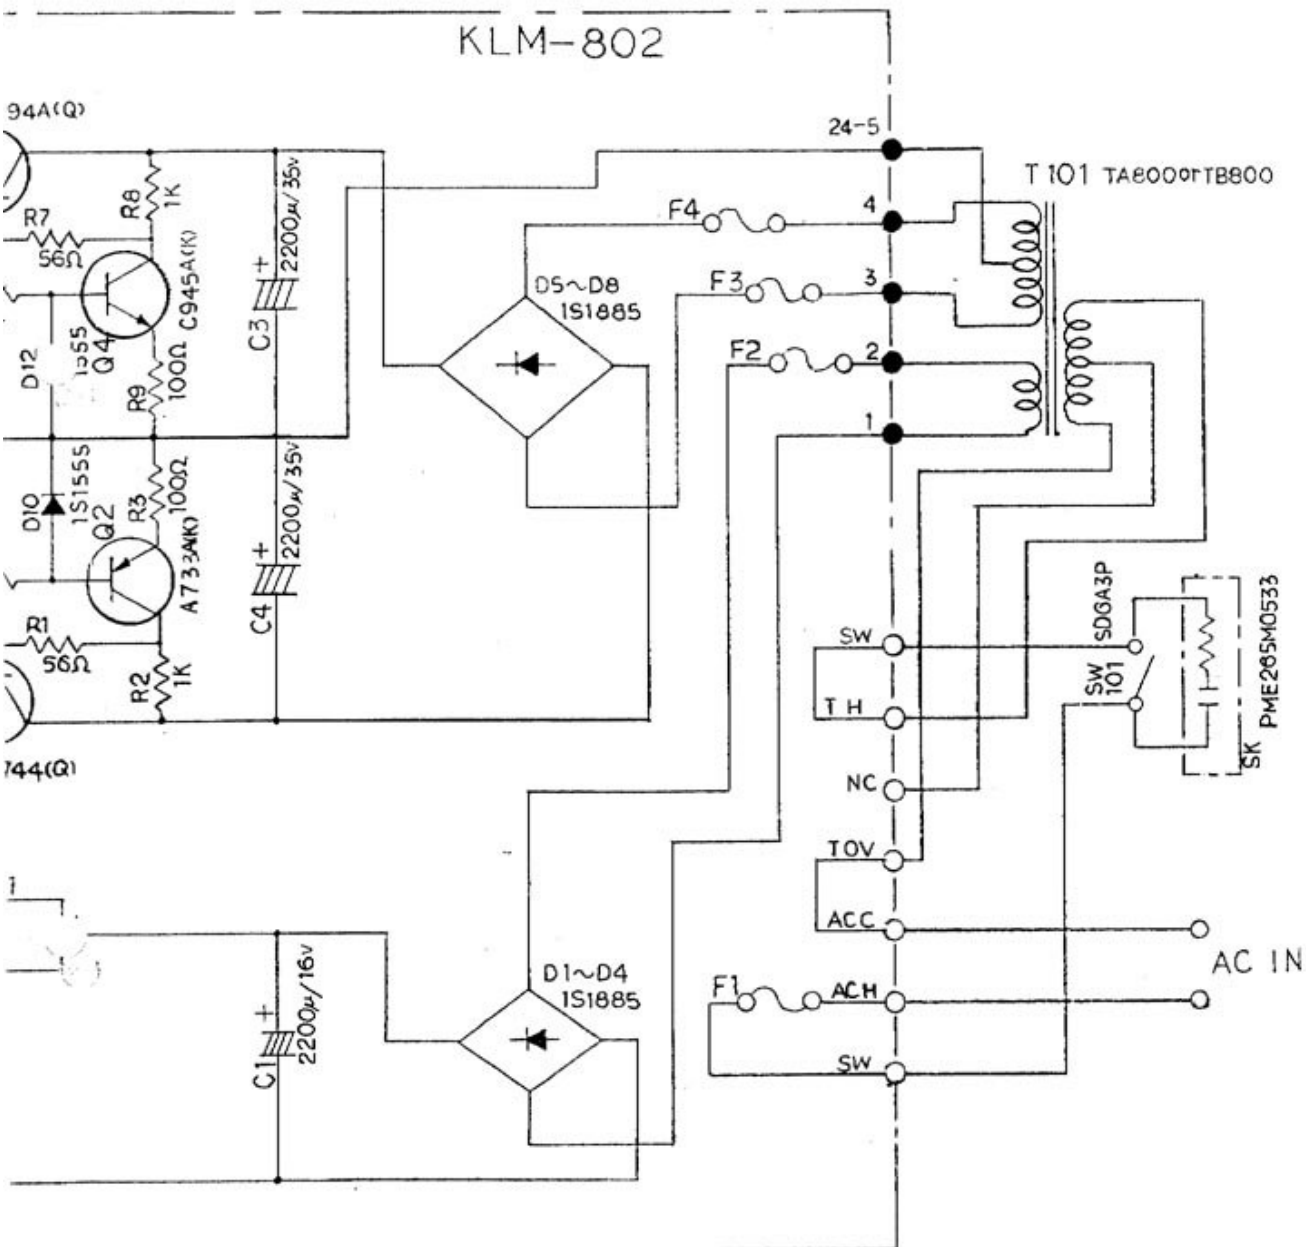 KLM-802
94A(Q)
24-5
T101 TA800orTB800
R8
1K
2200µ/35v
R7
56Ω
F4
4
C945A(K)
+
D5~D8
1S1885
F3
3
C3
D12
1555
Q4
100Ω
R9
F2
2
1
D10
1S1555
Q2
R3
100Ω
A733A(K)
2200µ/35v
+
C4
R1
56Ω
R2
1K
744(Q)
SW
TH
NC
TOV
ACC
ACH
SW
SDGA3P
SW
101
SK
PME265M0533
AC IN
F1
D1~D4
1S1885
2200µ/16v
+
C1